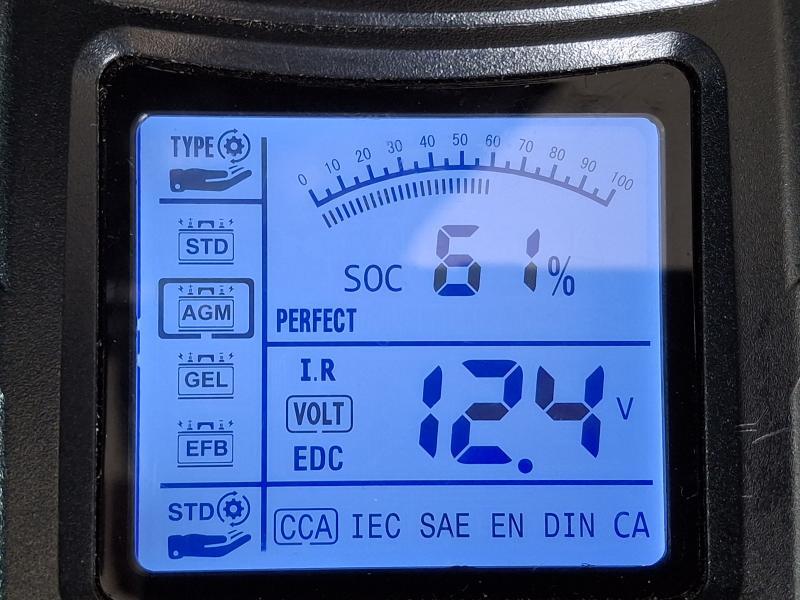 TYPE
0 10 20 30 40 50 60 70 80 90 100
STD
SOC 61%
AGM
PERFECT
GEL
I.R
VOLT
12.4 V
EFB
EDC
STD
CCA IEC SAE EN DIN CA